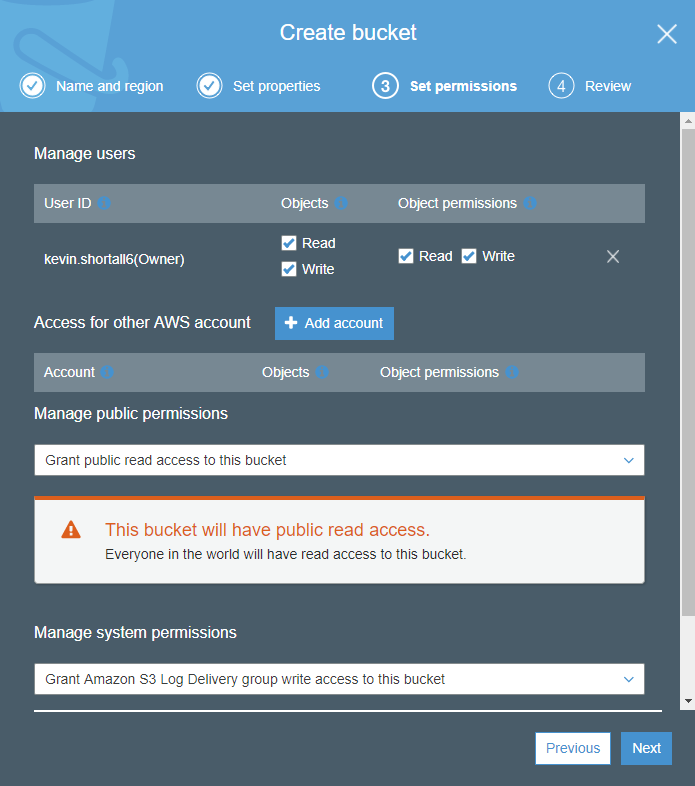 Create bucket
Name and region
Set properties
3 Set permissions
4 Review
Manage users
User ID Objects Object permissions
kevin.shortall6(Owner)
Read
Write
Read Write
Access for other AWS account
Add account
Account Objects Object permissions
Manage public permissions
Grant public read access to this bucket
This bucket will have public read access.
Everyone in the world will have read access to this bucket.
Manage system permissions
Grant Amazon S3 Log Delivery group write access to this bucket
Previous Next